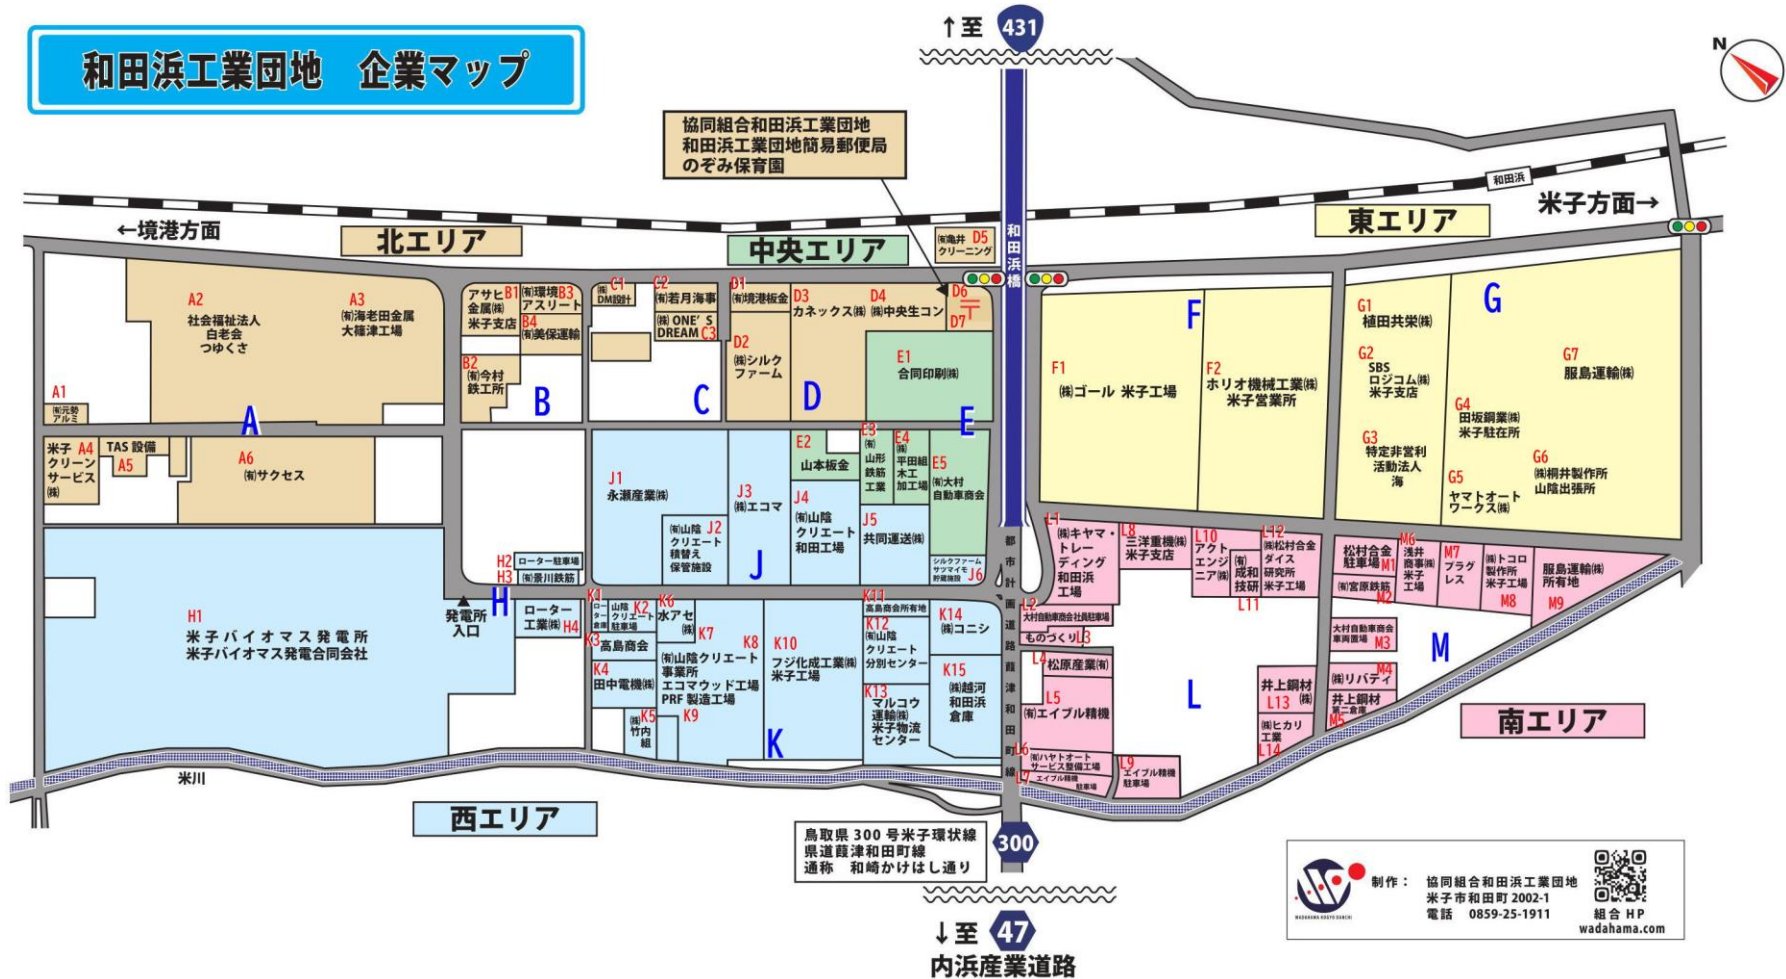 ↑至 431
和田浜工業団地　企業マップ
N
協同組合和田浜工業団地
和田浜工業団地簡易郵便局
のぞみ保育園
和田浜
←境港方面
米子方面→
北エリア
中央エリア
東エリア
和田浜橋
㈲亀井 D5
クリーニング
A2
社会福祉法人
白老会
つゆくさ
A3
㈲海老田金属
大篠津工場
A1
㈲元勢
アルミ
A
米子 A4
クリーン
サービス
㈱
TAS 設備
A5
A6
㈲サクセス
アサヒ B1
金属㈱
米子支店
㈲環境 B3
アスリート
B4
㈲美保運輸
B2
㈲今村
鉄工所
B
C1
㈱
DM設計
C2
㈲若月海事
㈱ ONE'S
DREAM C3
C
D1
㈲境港板金
D2
㈱シルク
ファーム
D3
カネックス㈱
D4
㈱中央生コン
D6
〒
D7
D
E1
合同印刷㈱
E
E2
山本板金
E3
㈲
山形
鉄筋
工業
E4
㈱
平田組
木工
加工場
E5
㈲大村
自動車商会
F
F1
㈱ゴール 米子工場
F2
ホリオ機械工業㈱
米子営業所
G
G1
植田共栄㈱
G2
SBS
ロジコム㈱
米子支店
G3
特定非営利
活動法人
海
G4
田坂鋼業㈱
米子駐在所
G5
ヤマトオート
ワークス㈱
G6
㈱桐井製作所
山陰出張所
G7
服島運輸㈱
H1
米子バイオマス発電所
米子バイオマス発電合同会社
H2 ローター駐車場
H3 ㈲景川鉄筋
H
▲
発電所
入口
ローター
工業㈱ H4
J1
永瀬産業㈱
㈲山陰 J2
クリエート
積替え
保管施設
J3
㈱エコマ
J4
㈲山陰
クリエート
和田工場
J5
共同運送㈱
シルクファーム
サツマイモ
貯蔵施設 J6
J
K1
ローター倉庫
山陰 K2
クリエート
駐車場
K3
高島商会
K4
田中電機㈱
K5
㈱
竹内
組
K6
水アセ
㈱
K7
K8
㈲山陰クリエート
事業所
エコマウッド工場
PRF 製造工場
K9
K10
フジ化成工業㈱
米子工場
K11
高島商会所有地
K12
㈲山陰
クリエート
分別センター
K13
マルコウ
運輸㈱
米子物流
センター
K14
㈱コニシ
K15
㈱越河
和田浜
倉庫
K
都市計画道路葭津和田町線
L1
㈱キヤマ・
トレー
ディング
和田浜
工場
L2
大村自動車商会社員駐車場
ものづくり L3
L4
松原産業㈲
L5
㈲エイブル精機
L6
㈲ハヤトオート
サービス整備工場
L7 エイブル精機
駐車場
L8
三洋重機㈱
米子支店
L9
エイブル精機
駐車場
L10
アクト
エンジ
ニア㈱
㈲
成和
技研
L11
L12
㈱松村合金
ダイス
研究所
米子工場
井上鋼材
L13 ㈱
㈱ヒカリ
工業
L14
L
松村合金
駐車場 M1
㈲宮原鉄筋
M2
大村自動車商会
車両置場
M3
M4
㈱リバティ
井上鋼材
第二倉庫
M5
M6
浅井
商事㈱
米子
工場
M7
プラグ
レス
㈱トコロ
製作所
米子工場
M8
服島運輸㈱
所有地
M9
M
南エリア
米川
西エリア
鳥取県 300 号米子環状線
県道葭津和田町線
通称　和崎かけはし通り
300
↓至 47
内浜産業道路
WADAHAMA KOGYO DANCHI
制作：　協同組合和田浜工業団地
米子市和田町 2002-1
電話　0859-25-1911
組合 HP
wadahama.com